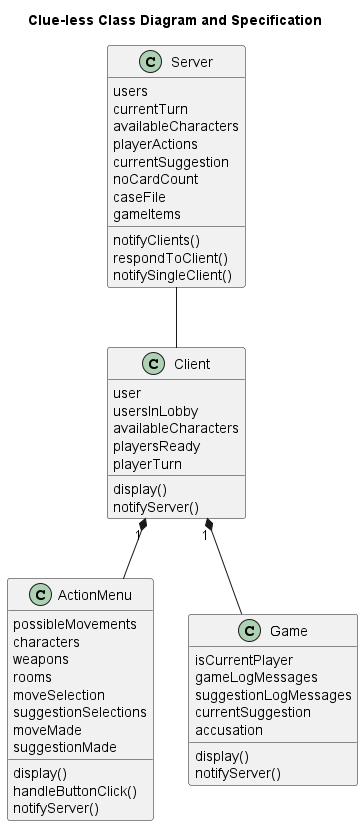 Clue-less Class Diagram and Specification
C Server
users
currentTurn
availableCharacters
playerActions
currentSuggestion
noCardCount
caseFile
gameItems
notifyClients()
respondToClient()
notifySingleClient()
C Client
user
usersInLobby
availableCharacters
playersReady
playerTurn
display()
notifyServer()
1
1
C ActionMenu
possibleMovements
characters
weapons
rooms
moveSelection
suggestionSelections
moveMade
suggestionMade
display()
handleButtonClick()
notifyServer()
C Game
isCurrentPlayer
gameLogMessages
suggestionLogMessages
currentSuggestion
accusation
display()
notifyServer()